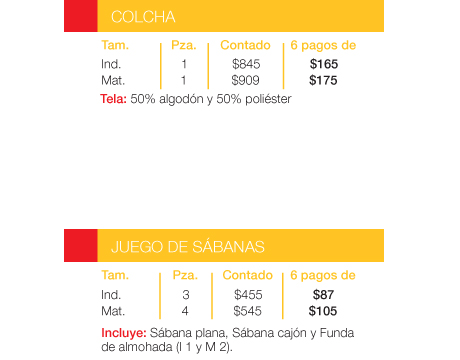 COLCHA
Tam. Pza. Contado 6 pagos de
Ind. 1 $845 $165
Mat. 1 $909 $175
Tela: 50% algodón y 50% poliéster
JUEGO DE SÁBANAS
Tam. Pza. Contado 6 pagos de
Ind. 3 $455 $87
Mat. 4 $545 $105
Incluye: Sábana plana, Sábana cajón y Funda
de almohada (I 1 y M 2).